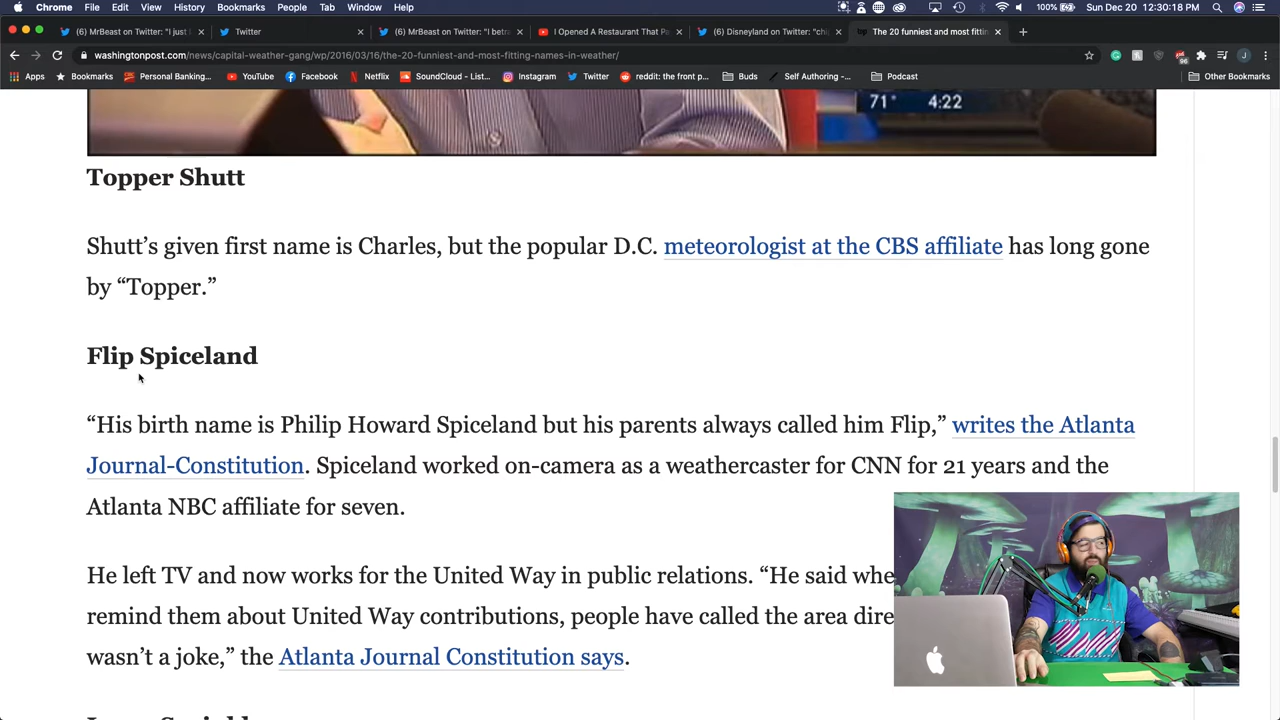 Chrome File Edit View History Bookmarks People Tab Window Help 100% Sun Dec 20 12:30:18 PM
(6) MrBeast on Twitter: "I just
Twitter
(6) MrBeast on Twitter: "I betra
I Opened A Restaurant That Pe
(6) Disneyland on Twitter: "chi
The 20 funniest and most fittin
washingtonpost.com/news/capital-weather-gang/wp/2016/03/16/the-20-funniest-and-most-fitting-names-in-weather/
Apps Bookmarks Personal Banking... YouTube Facebook Netflix SoundCloud - List... Instagram Twitter reddit: the front p... Buds Self Authoring -... Podcast Other Bookmarks
71° 4:22
Topper Shutt
Shutt’s given first name is Charles, but the popular D.C. meteorologist at the CBS affiliate has long gone
by “Topper.”
Flip Spiceland
“His birth name is Philip Howard Spiceland but his parents always called him Flip,” writes the Atlanta
Journal-Constitution. Spiceland worked on-camera as a weathercaster for CNN for 21 years and the
Atlanta NBC affiliate for seven.
He left TV and now works for the United Way in public relations. “He said whe
remind them about United Way contributions, people have called the area dire
wasn’t a joke,” the Atlanta Journal Constitution says.